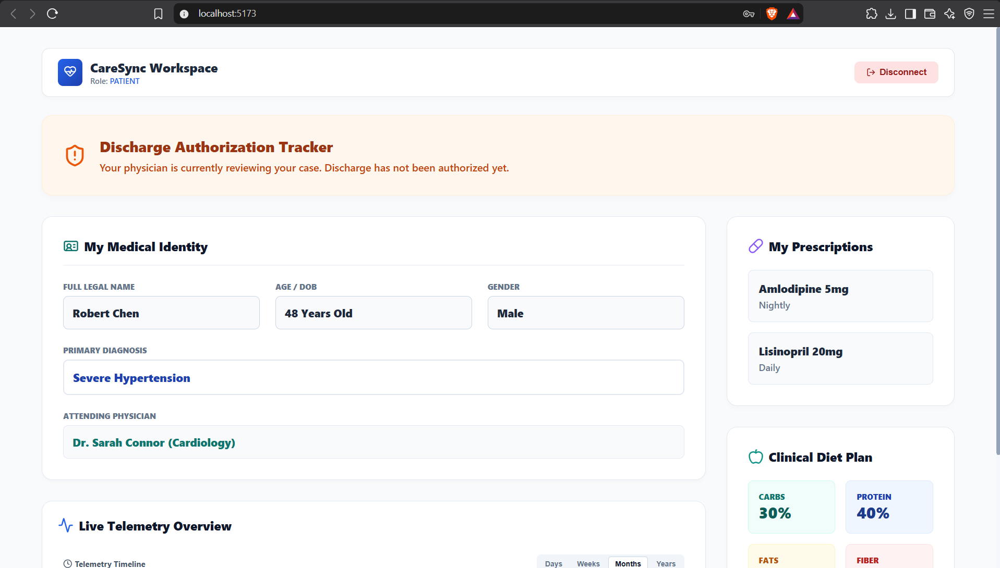 localhost:5173
CareSync Workspace
Role: PATIENT
Disconnect
Discharge Authorization Tracker
Your physician is currently reviewing your case. Discharge has not been authorized yet.
My Medical Identity
FULL LEGAL NAME
Robert Chen
AGE / DOB
48 Years Old
GENDER
Male
PRIMARY DIAGNOSIS
Severe Hypertension
ATTENDING PHYSICIAN
Dr. Sarah Connor (Cardiology)
Live Telemetry Overview
Telemetry Timeline
Days Weeks Months Years
My Prescriptions
Amlodipine 5mg
Nightly
Lisinopril 20mg
Daily
Clinical Diet Plan
CARBS
30%
PROTEIN
40%
FATS
FIBER